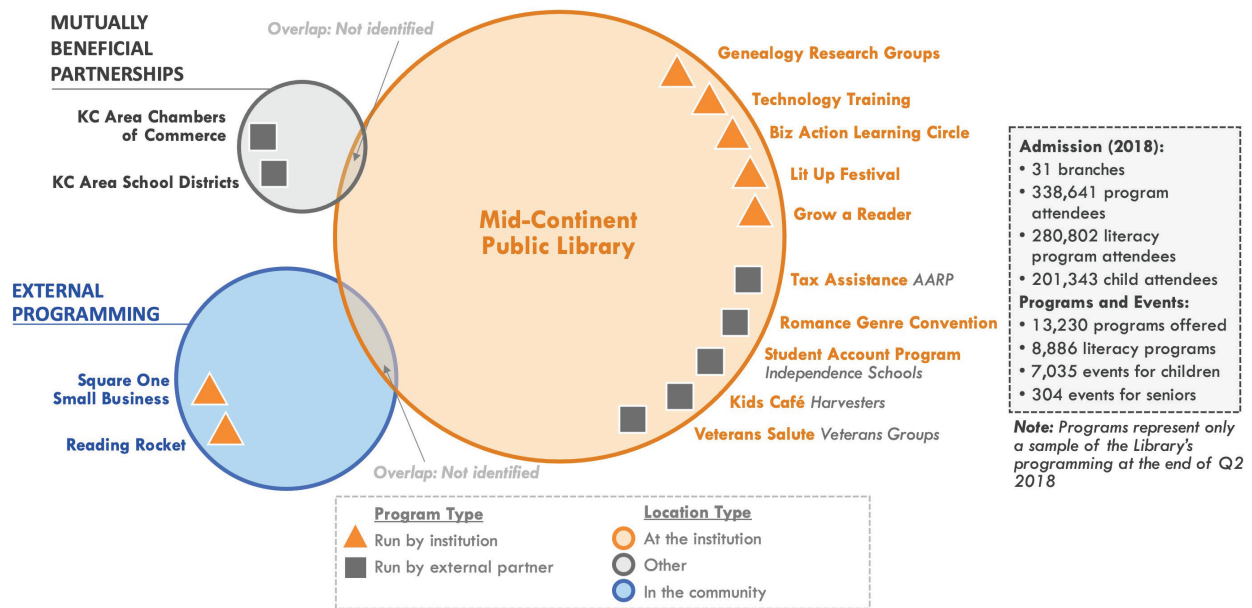 MUTUALLY
BENEFICIAL
PARTNERSHIPS
Overlap: Not identified
KC Area Chambers
of Commerce
KC Area School Districts
EXTERNAL
PROGRAMMING
Square One
Small Business
Reading Rocket
Overlap: Not identified
Mid-Continent
Public Library
Genealogy Research Groups
Technology Training
Biz Action Learning Circle
Lit Up Festival
Grow a Reader
Tax Assistance AARP
Romance Genre Convention
Student Account Program
Independence Schools
Kids Café Harvesters
Veterans Salute Veterans Groups
Admission (2018):
• 31 branches
• 338,641 program
attendees
• 280,802 literacy
program attendees
• 201,343 child attendees
Programs and Events:
• 13,230 programs offered
• 8,886 literacy programs
• 7,035 events for children
• 304 events for seniors
Note: Programs represent only
a sample of the Library's
programming at the end of Q2
2018
Program Type
Run by institution
Run by external partner
Location Type
At the institution
Other
In the community